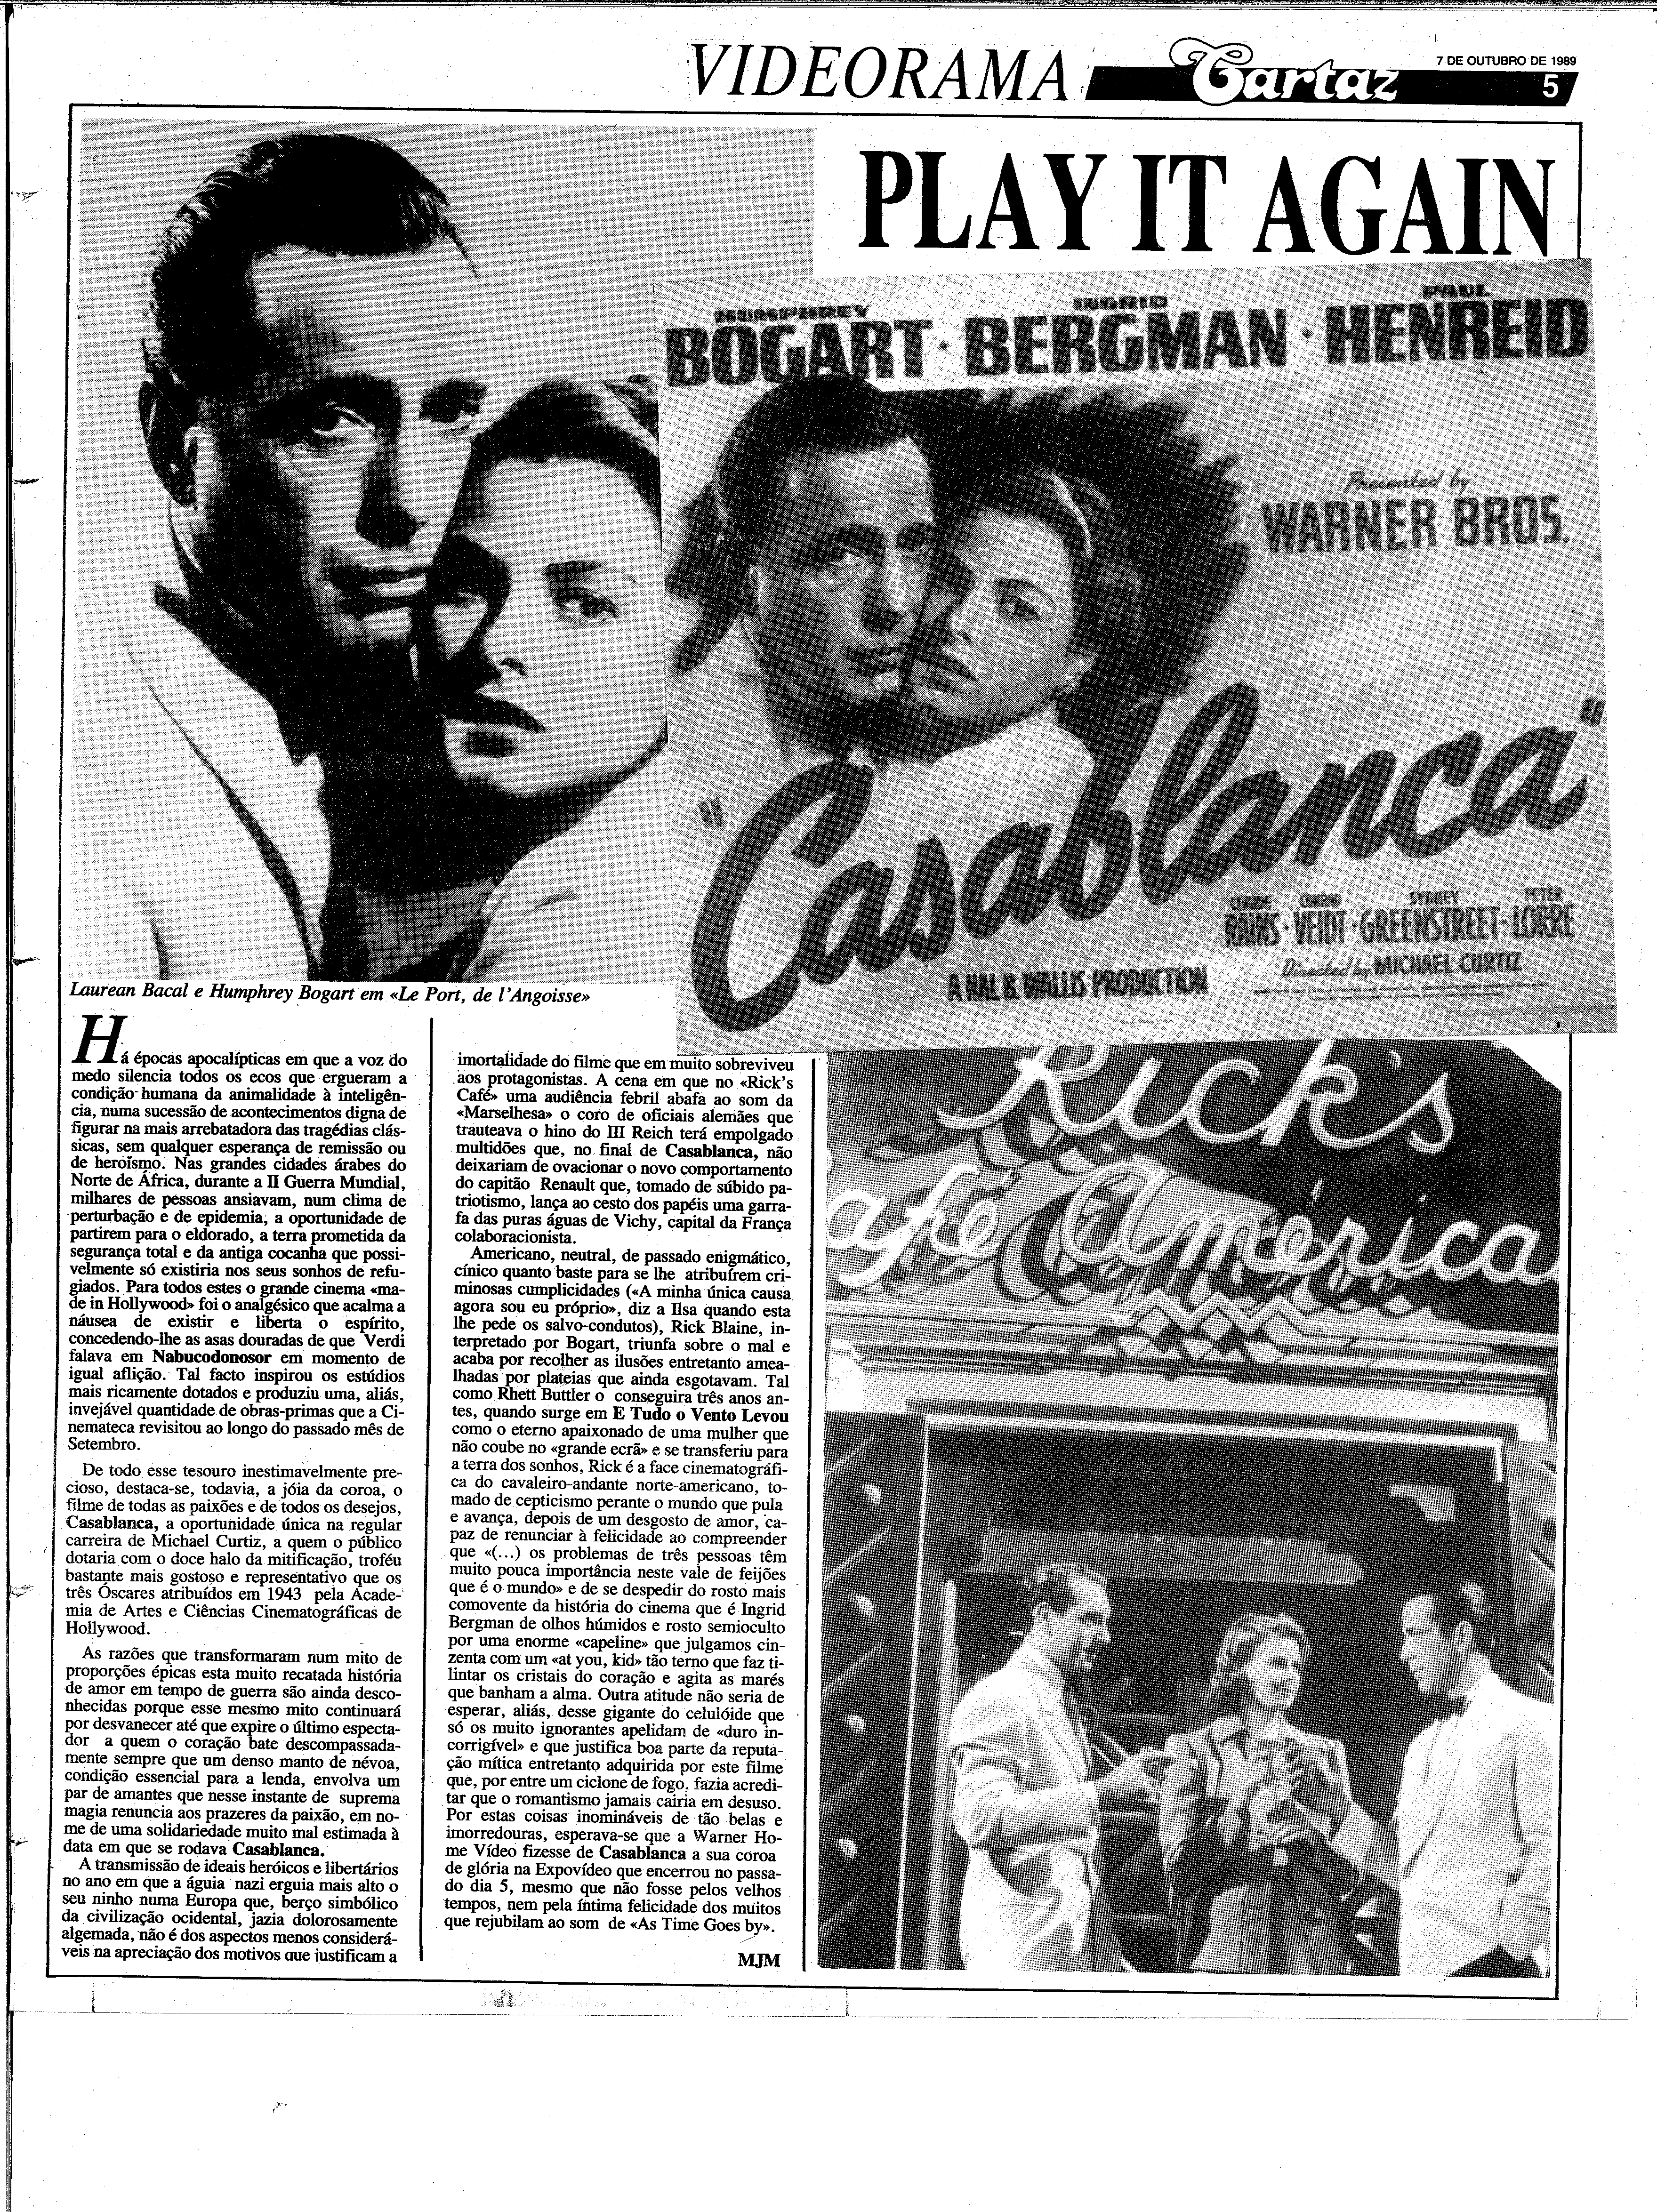 VIDEORAMA
Cartaz
7 DE OUTUBRO DE 1989
5
PLAY IT AGAIN
HUMPHREY INGRID PAUL
BOGART · BERGMAN · HENREID
Presented by
WARNER BROS.
"Casablanca"
CLAUDE CONRAD SYDNEY PETER
RAINS · VEIDT · GREENSTREET · LORRE
Directed by MICHAEL CURTIZ
A HAL B. WALLIS PRODUCTION
Laurean Bacal e Humphrey Bogart em «Le Port, de l'Angoisse»
Há épocas apocalípticas em que a voz do
medo silencia todos os ecos que ergueram a
condição humana da animalidade à inteligên-
cia, numa sucessão de acontecimentos digna de
figurar na mais arrebatadora das tragédias clás-
sicas, sem qualquer esperança de remissão ou
de heroísmo. Nas grandes cidades árabes do
Norte de África, durante a II Guerra Mundial,
milhares de pessoas ansiavam, num clima de
perturbação e de epidemia, a oportunidade de
partirem para o eldorado, a terra prometida da
segurança total e da antiga cocanha que possi-
velmente só existiria nos seus sonhos de refu-
giados. Para todos estes o grande cinema «ma-
de in Hollywood» foi o analgésico que acalma a
náusea de existir e liberta o espírito,
concedendo-lhe as asas douradas de que Verdi
falava em Nabucodonosor em momento de
igual aflição. Tal facto inspirou os estúdios
mais ricamente dotados e produziu uma, aliás,
invejável quantidade de obras-primas que a Ci-
nemateca revisitou ao longo do passado mês de
Setembro.
De todo esse tesouro inestimavelmente pre-
cioso, destaca-se, todavia, a jóia da coroa, o
filme de todas as paixões e de todos os desejos,
Casablanca, a oportunidade única na regular
carreira de Michael Curtiz, a quem o público
dotaria com o doce halo da mitificação, troféu
bastante mais gostoso e representativo que os
três Óscares atribuídos em 1943 pela Acade-
mia de Artes e Ciências Cinematográficas de
Hollywood.
As razões que transformaram num mito de
proporções épicas esta muito recatada história
de amor em tempo de guerra são ainda desco-
nhecidas porque esse mesmo mito continuará
por desvanecer até que expire o último especta-
dor a quem o coração bate descompassada-
mente sempre que um denso manto de névoa,
condição essencial para a lenda, envolva um
par de amantes que nesse instante de suprema
magia renuncia aos prazeres da paixão, em no-
me de uma solidariedade muito mal estimada à
data em que se rodava Casablanca.
A transmissão de ideais heróicos e libertários
no ano em que a águia nazi erguia mais alto o
seu ninho numa Europa que, berço simbólico
da civilização ocidental, jazia dolorosamente
algemada, não é dos aspectos menos considerá-
veis na apreciação dos motivos que justificam a
imortalidade do filme que em muito sobreviveu
aos protagonistas. A cena em que no «Rick's
Café» uma audiência febril abafa ao som da
«Marselhesa» o coro de oficiais alemães que
trauteava o hino do III Reich terá empolgado
multidões que, no final de Casablanca, não
deixariam de ovacionar o novo comportamento
do capitão Renault que, tomado de súbido pa-
triotismo, lança ao cesto dos papéis uma garra-
fa das puras águas de Vichy, capital da França
colaboracionista.
Americano, neutral, de passado enigmático,
cínico quanto baste para se lhe atribuírem cri-
minosas cumplicidades («A minha única causa
agora sou eu próprio», diz a Ilsa quando esta
lhe pede os salvo-condutos), Rick Blaine, in-
terpretado por Bogart, triunfa sobre o mal e
acaba por recolher as ilusões entretanto amea-
lhadas por plateias que ainda esgotavam. Tal
como Rhett Buttler o conseguira três anos an-
tes, quando surge em E Tudo o Vento Levou
como o eterno apaixonado de uma mulher que
não coube no «grande ecrã» e se transferiu para
a terra dos sonhos, Rick é a face cinematográfi-
ca do cavaleiro-andante norte-americano, to-
mado de cepticismo perante o mundo que pula
e avança, depois de um desgosto de amor, ca-
paz de renunciar à felicidade ao compreender
que «(...) os problemas de três pessoas têm
muito pouca importância neste vale de feijões
que é o mundo» e de se despedir do rosto mais
comovente da história do cinema que é Ingrid
Bergman de olhos húmidos e rosto semioculto
por uma enorme «capeline» que julgamos cin-
zenta com um «at you, kid» tão terno que faz ti-
lintar os cristais do coração e agita as marés
que banham a alma. Outra atitude não seria de
esperar, aliás, desse gigante do celulóide que
só os muito ignorantes apelidam de «duro in-
corrigível» e que justifica boa parte da reputa-
ção mítica entretanto adquirida por este filme
que, por entre um ciclone de fogo, fazia acredi-
tar que o romantismo jamais cairia em desuso.
Por estas coisas inomináveis de tão belas e
imorredouras, esperava-se que a Warner Ho-
me Vídeo fizesse de Casablanca a sua coroa
de glória na Expovídeo que encerrou no passa-
do dia 5, mesmo que não fosse pelos velhos
tempos, nem pela íntima felicidade dos muitos
que rejubilam ao som de «As Time Goes by».
MJM
Rick's
afé América